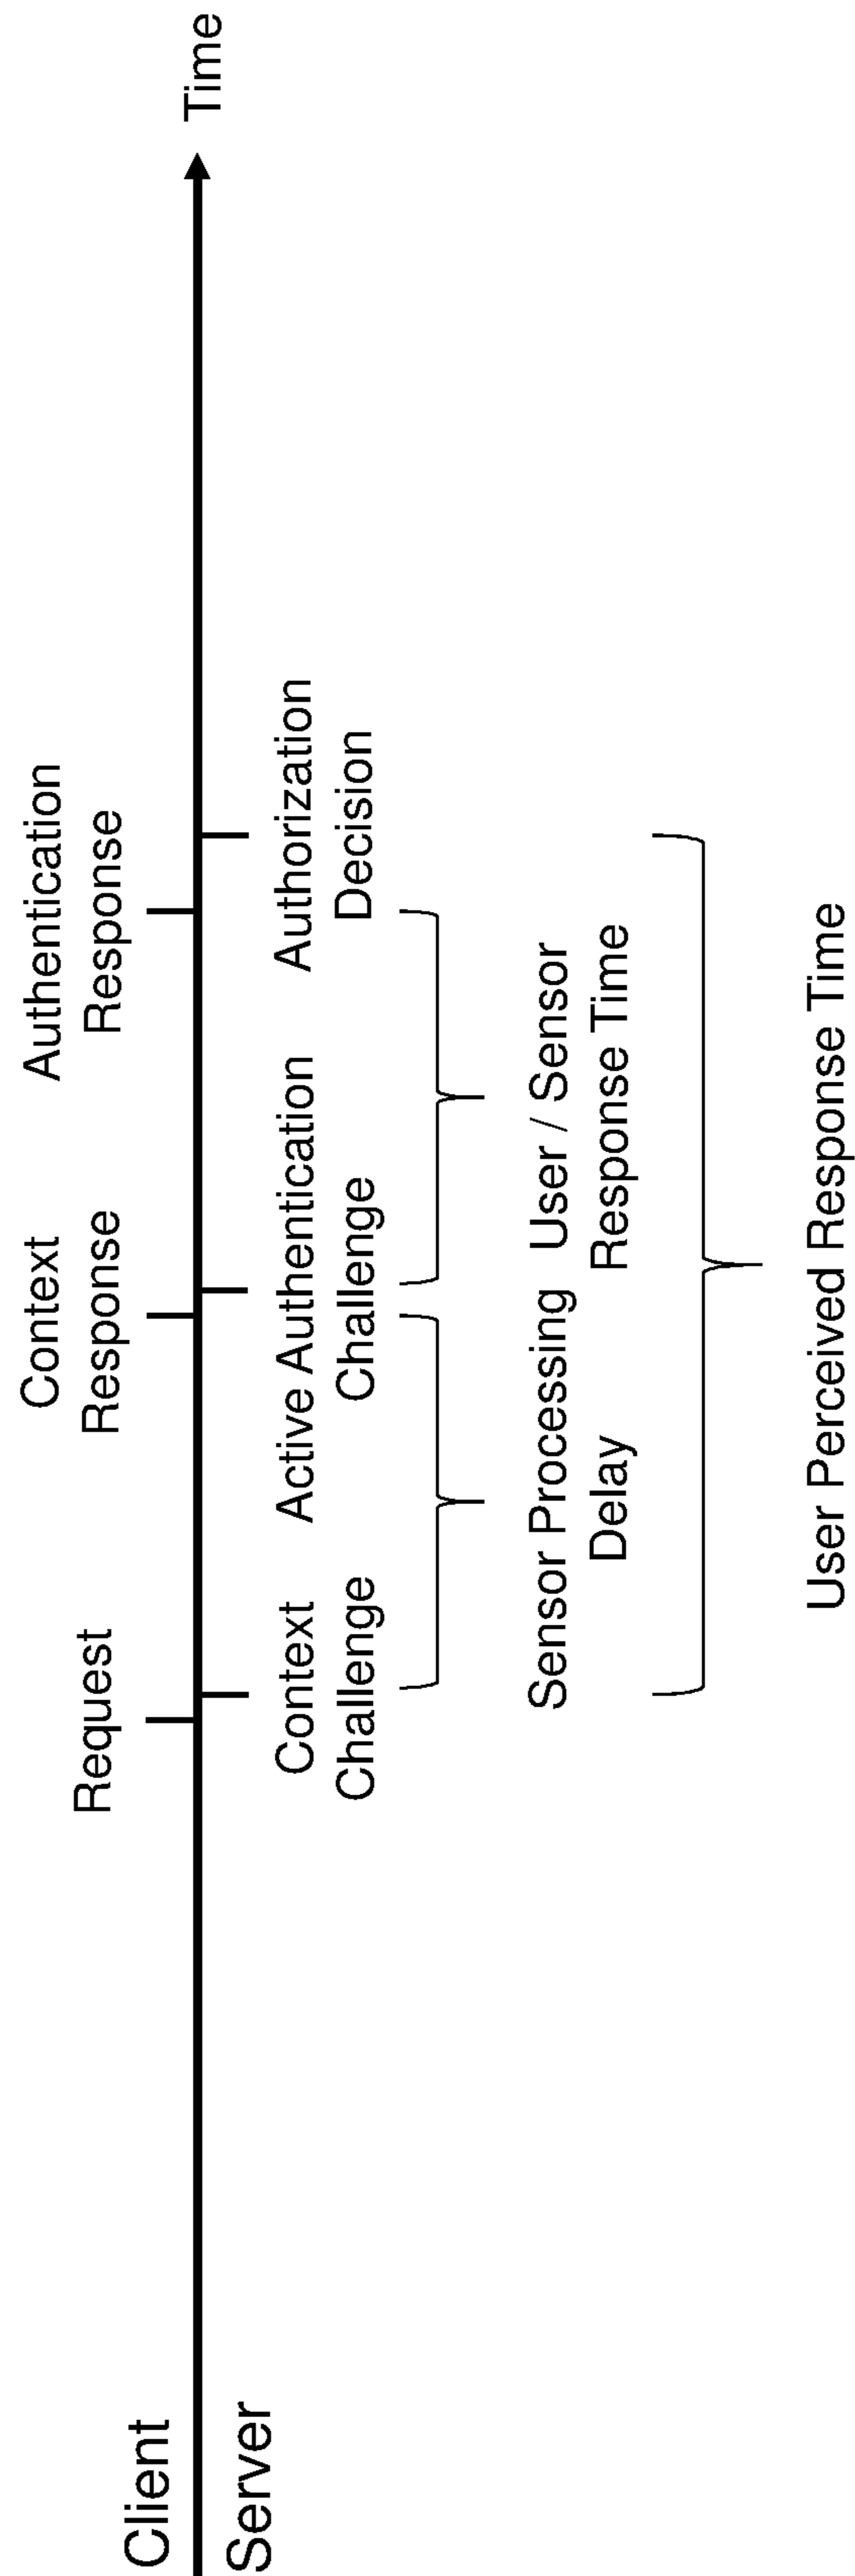 Client
Server
Request
Context
Response
Authentication
Response
Time
Context
Challenge
Active Authentication
Challenge
Authorization
Decision
Sensor Processing
Delay
User / Sensor
Response Time
User Perceived Response Time